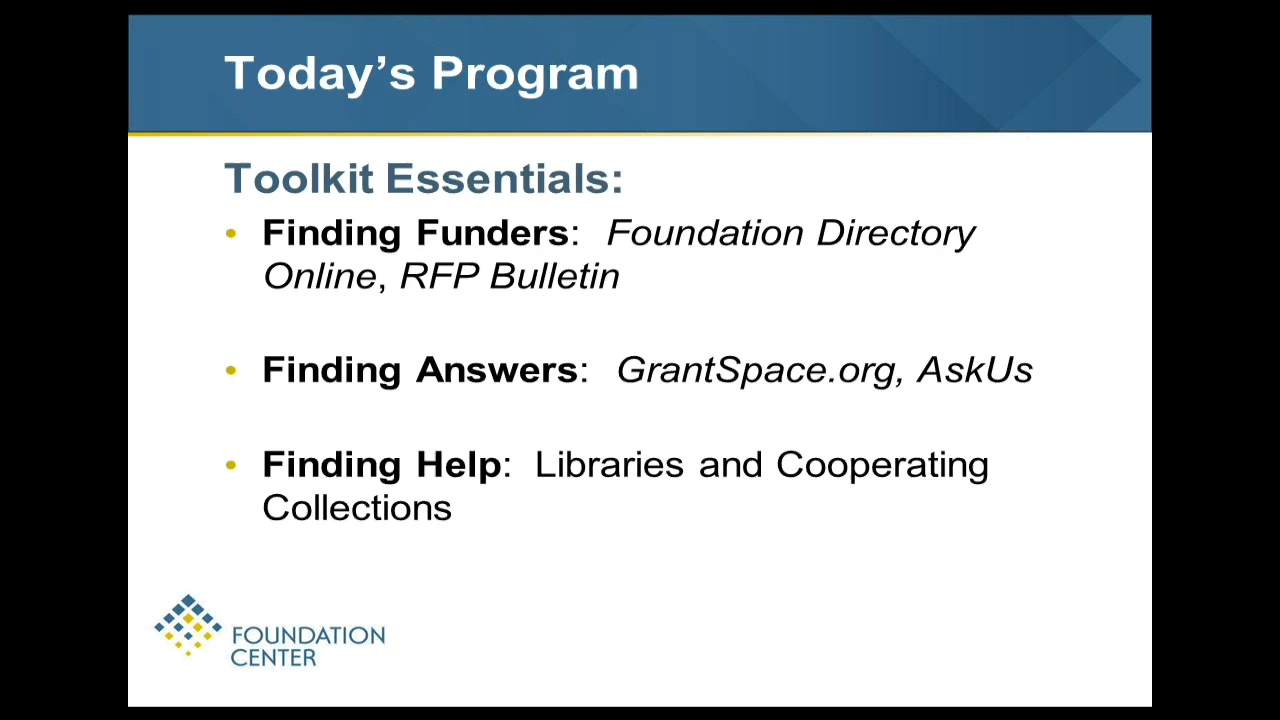 Today’s Program
Toolkit Essentials:
• Finding Funders: Foundation Directory
Online, RFP Bulletin
• Finding Answers: GrantSpace.org, AskUs
• Finding Help: Libraries and Cooperating
Collections
FOUNDATION
CENTER